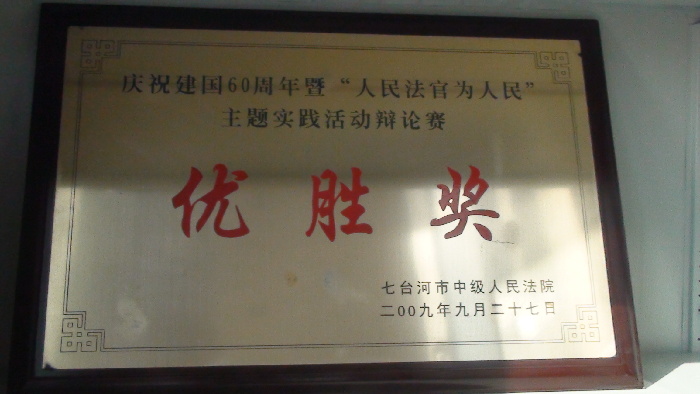 庆祝建国60周年暨“人民法官为人民”
主题实践活动辩论赛
优胜奖
七台河市中级人民法院
二00九年九月二十七日